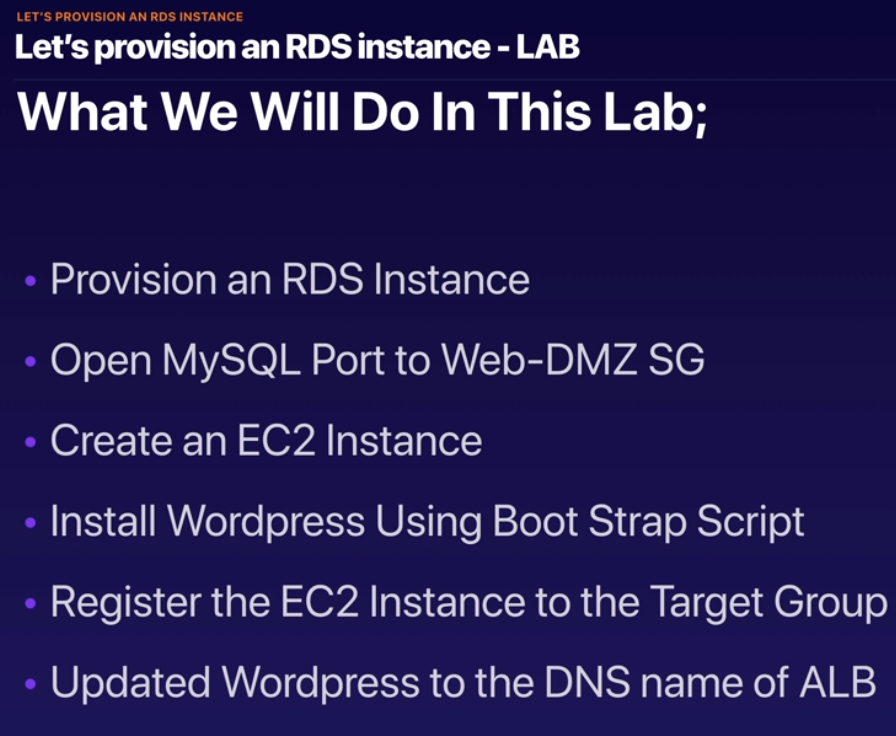 LET'S PROVISION AN RDS INSTANCE
Let's provision an RDS instance - LAB
What We Will Do In This Lab;
• Provision an RDS Instance
• Open MySQL Port to Web-DMZ SG
• Create an EC2 Instance
• Install Wordpress Using Boot Strap Script
• Register the EC2 Instance to the Target Group
• Updated Wordpress to the DNS name of ALB